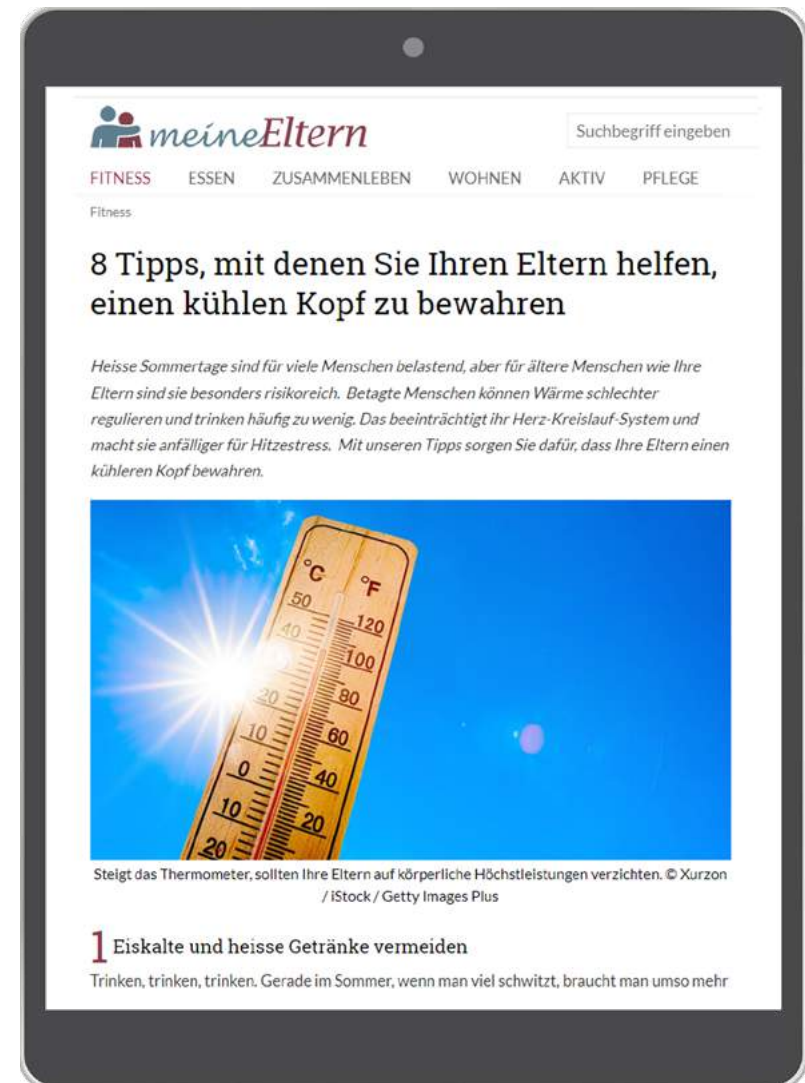 meineEltern
Suchbegriff eingeben
FITNESS ESSEN ZUSAMMENLEBEN WOHNEN AKTIV PFLEGE
Fitness
8 Tipps, mit denen Sie Ihren Eltern helfen,
einen kühlen Kopf zu bewahren
Heisse Sommertage sind für viele Menschen belastend, aber für ältere Menschen wie Ihre
Eltern sind sie besonders risikoreich. Betagte Menschen können Wärme schlechter
regulieren und trinken häufig zu wenig. Das beeinträchtigt ihr Herz-Kreislauf-System und
macht sie anfälliger für Hitzestress. Mit unseren Tipps sorgen Sie dafür, dass Ihre Eltern einen
kühleren Kopf bewahren.
°C °F
50
120
40
100
20
80
10
60
0
40
10
20
20
Steigt das Thermometer, sollten Ihre Eltern auf körperliche Höchstleistungen verzichten. © Xurzon
/ iStock / Getty Images Plus
1 Eiskalte und heisse Getränke vermeiden
Trinken, trinken, trinken. Gerade im Sommer, wenn man viel schwitzt, braucht man umso mehr